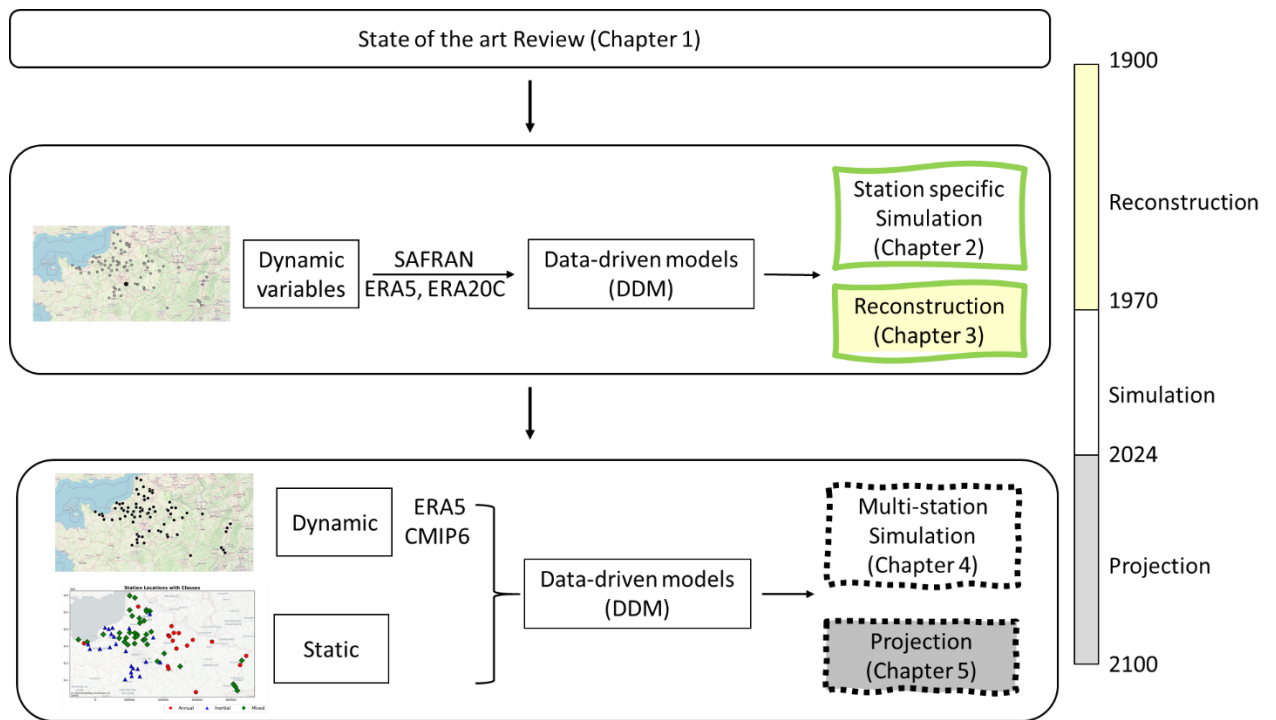 State of the art Review (Chapter 1)
Dynamic
variables
SAFRAN
ERA5, ERA20C
Data-driven models
(DDM)
Station specific
Simulation
(Chapter 2)
Reconstruction
(Chapter 3)
Dynamic
ERA5
CMIP6
Station Locations with Classes
Annual
Inertial
Mixed
Static
Data-driven models
(DDM)
Multi-station
Simulation
(Chapter 4)
Projection
(Chapter 5)
1900
Reconstruction
1970
Simulation
2024
Projection
2100